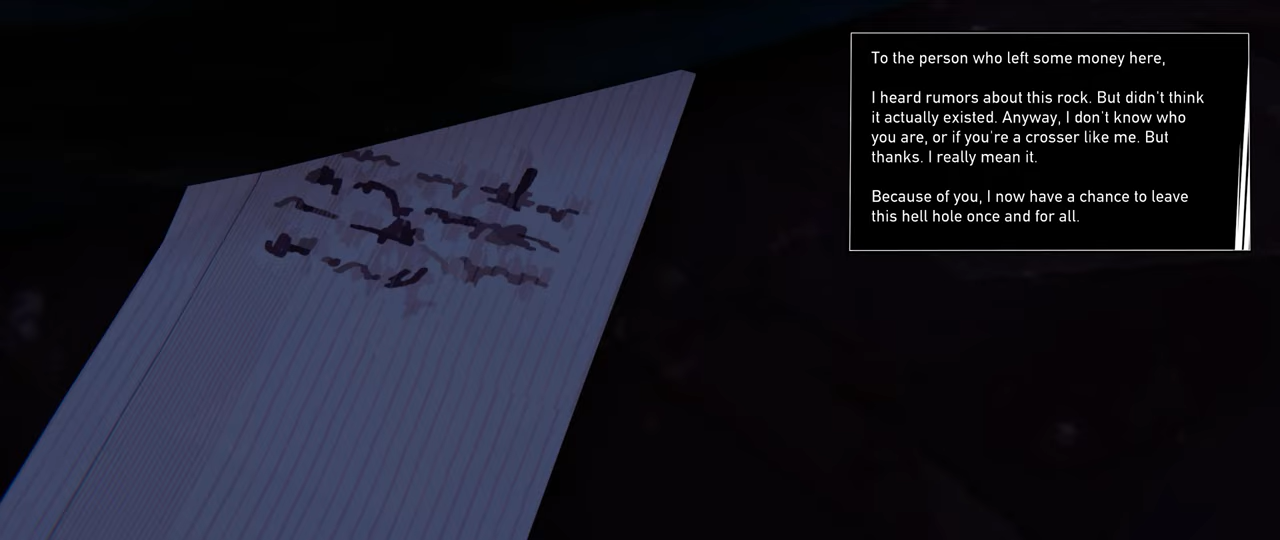 To the person who left some money here,
I heard rumors about this rock. But didn't think
it actually existed. Anyway, I don't know who
you are, or if you're a crosser like me. But
thanks. I really mean it.
Because of you, I now have a chance to leave
this hell hole once and for all.